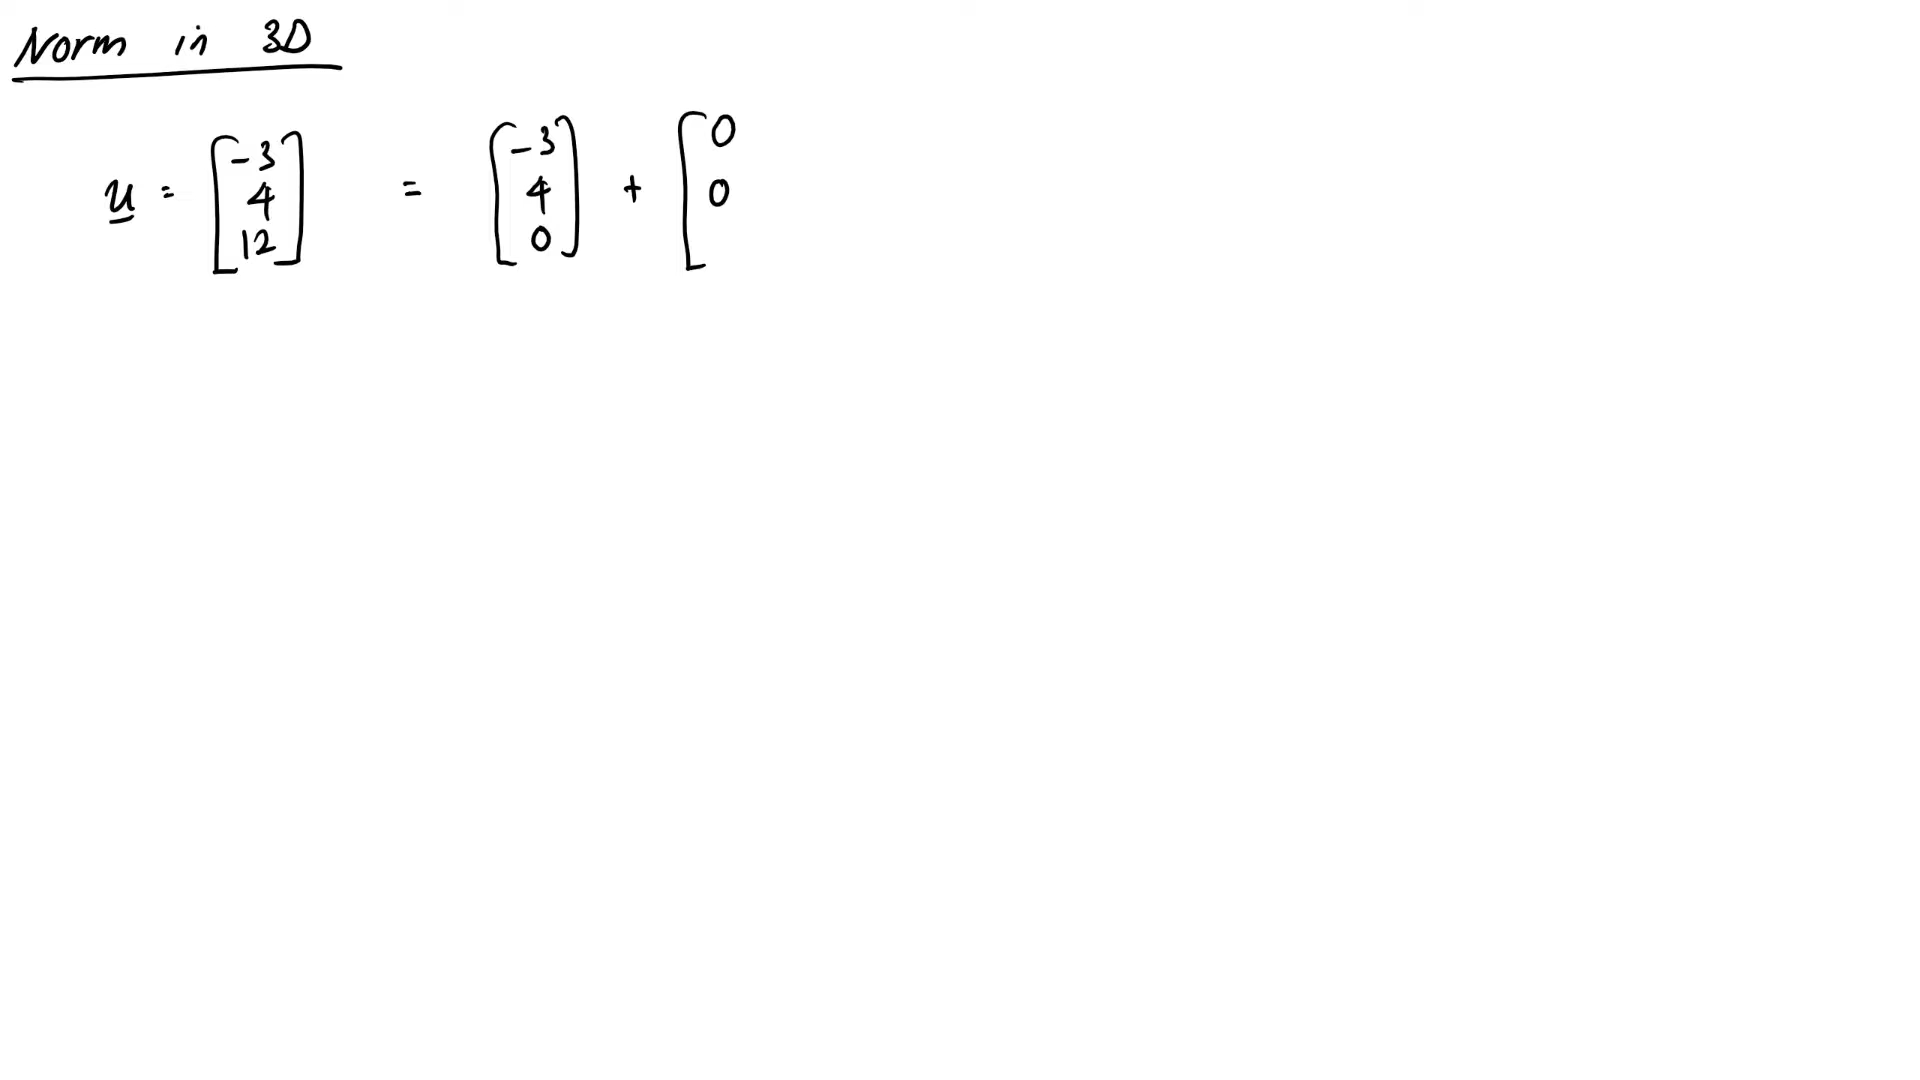 Norm in 3D
u = [-3 4 12] = [-3 4 0] + [0 0